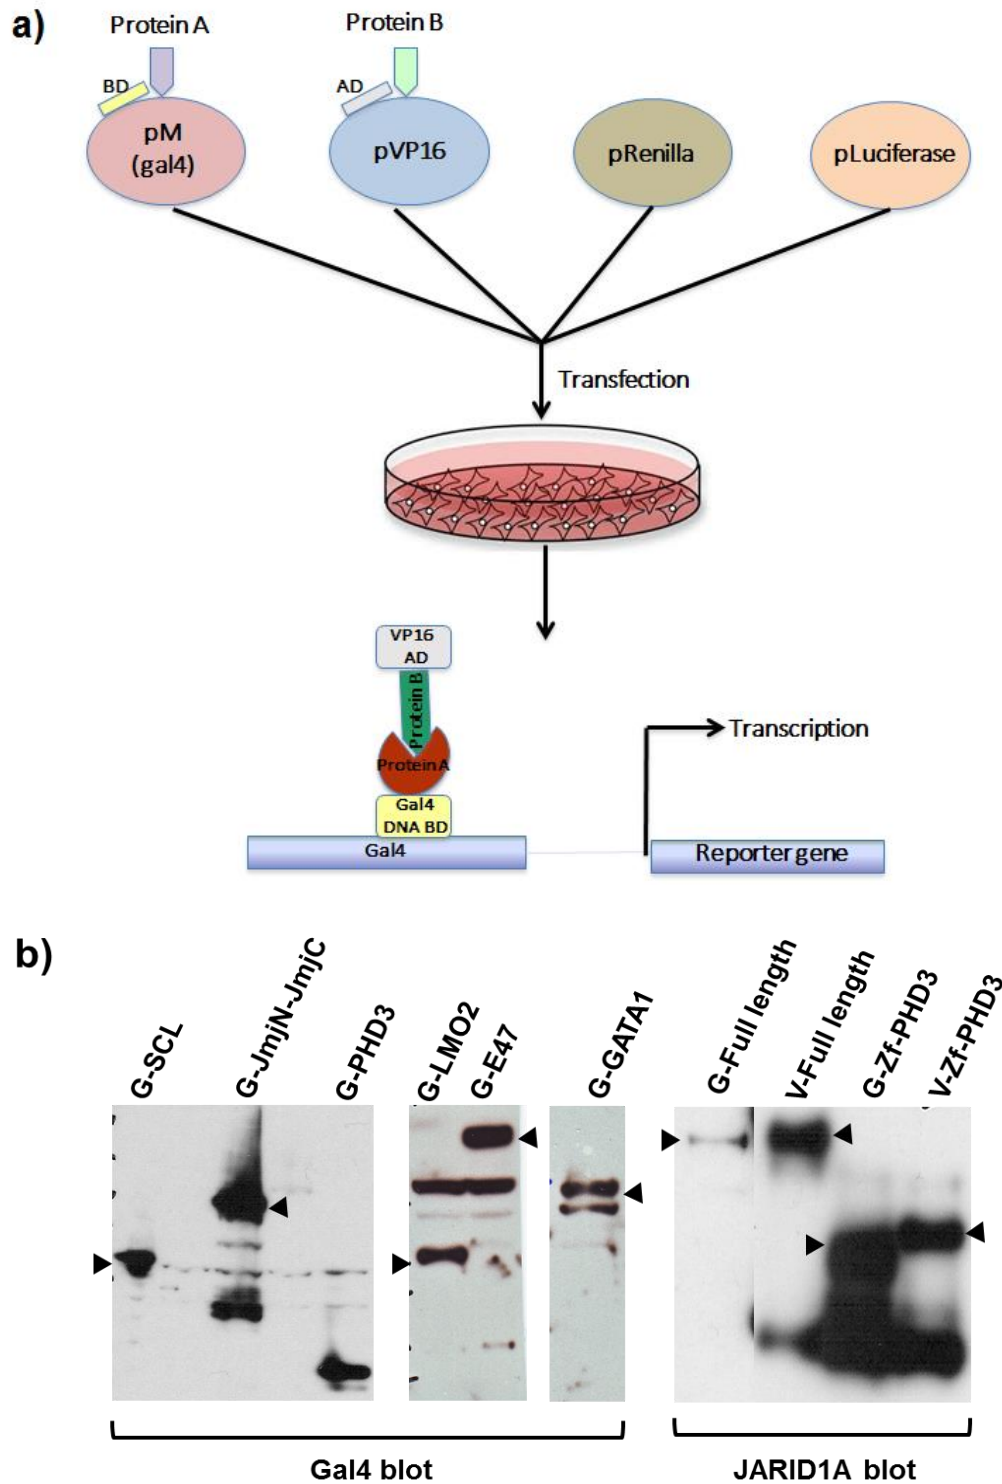 a)
Protein A
Protein B
BD
AD
pM
(gal4)
pVP16
pRenilla
pLuciferase
Transfection
VP16
AD
Protein B
Protein A
Gal4
DNA BD
Gal4
Transcription
Reporter gene
b)
G-SCL
G-JmjN-JmjC
G-PHD3
G-LMO2
G-E47
G-GATA1
G-Full length
V-Full length
G-Zf-PHD3
V-Zf-PHD3
Gal4 blot
JARID1A blot